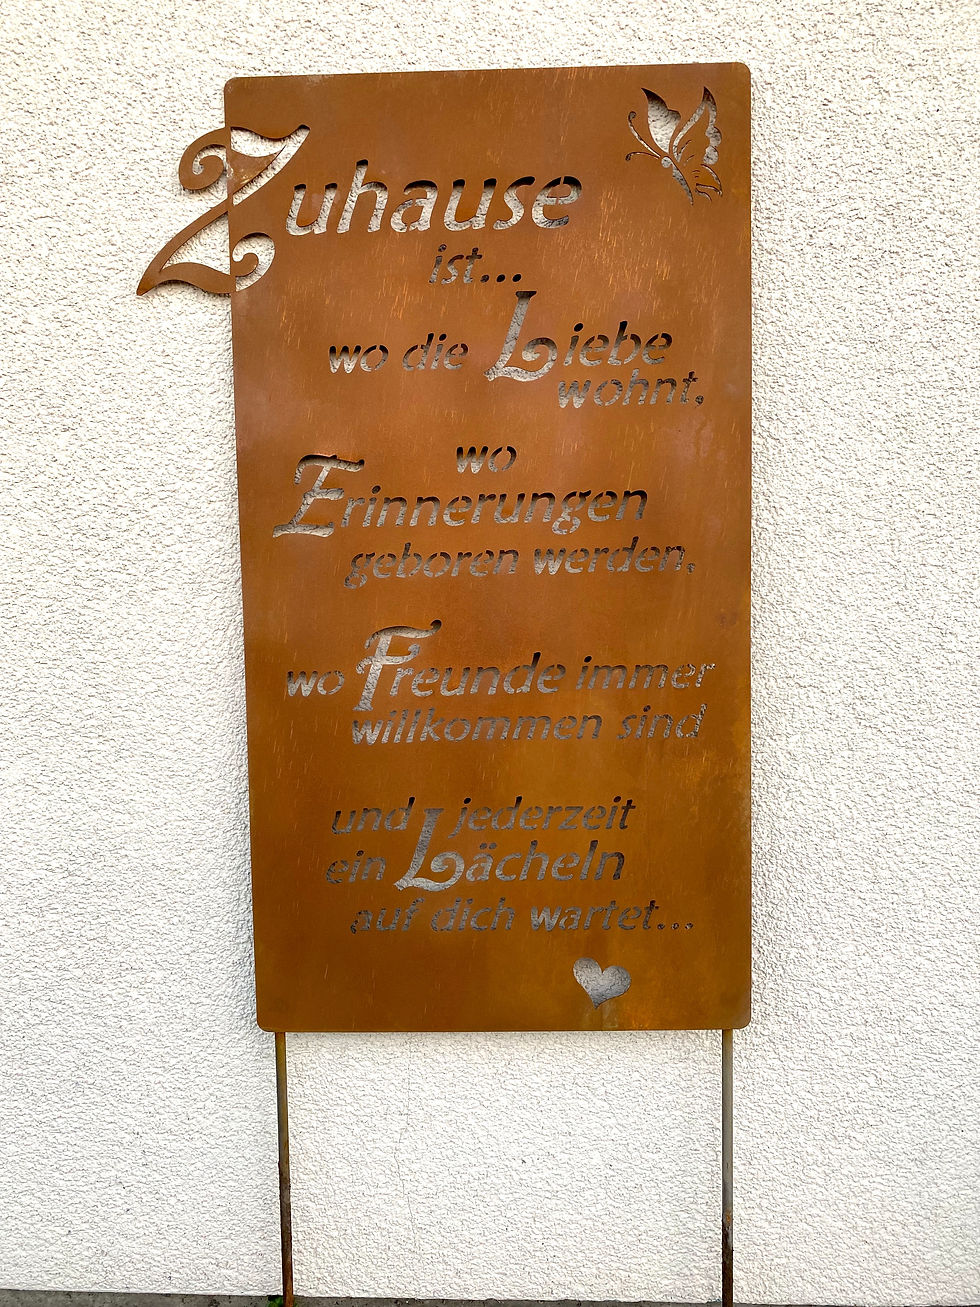 Zuhause
ist...
wo die Liebe
wohnt.
wo
Erinnerungen
geboren werden.
wo Freunde immer
willkommen sind
und jederzeit
ein Lächeln
auf dich wartet...